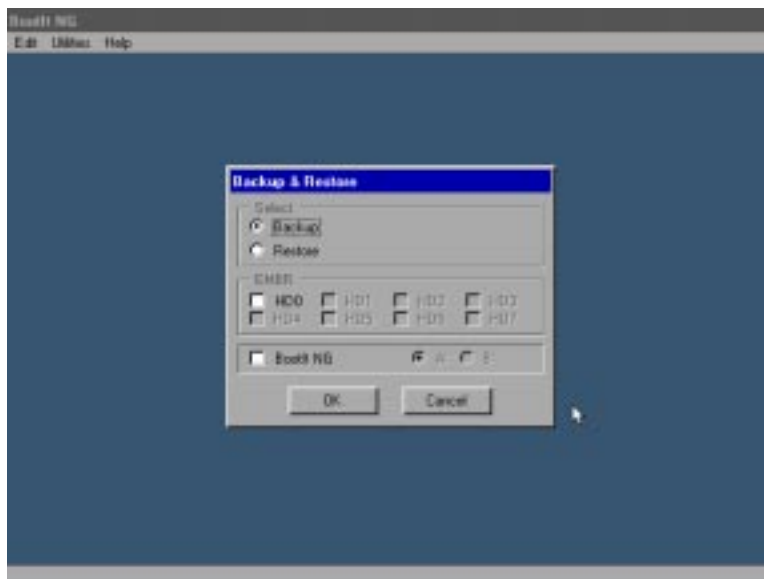 BootIt NG
Edit Utilities Help
Backup & Restore
Select
Backup
Restore
EMBR
HD0 HD1 HD2 HD3
HD4 HD5 HD6 HD7
BootIt NG A B
OK Cancel